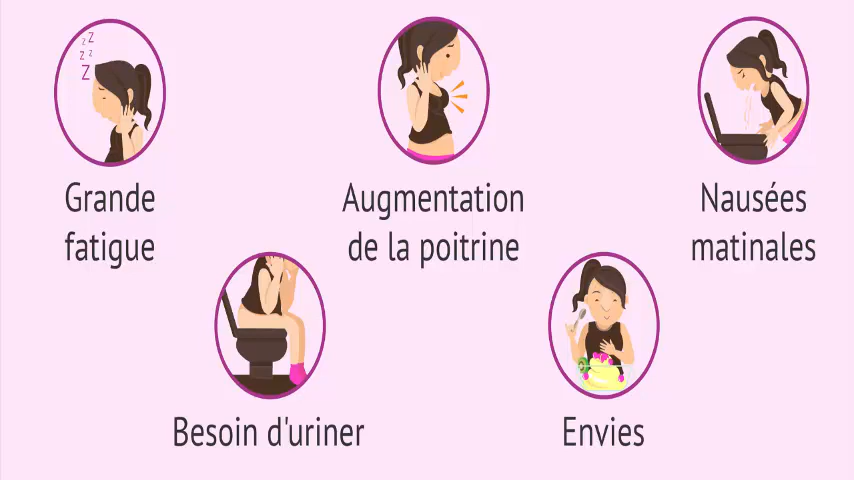 z Z
z z
Z
Grande
fatigue
Augmentation
de la poitrine
Nausées
matinales
Besoin d'uriner
Envies